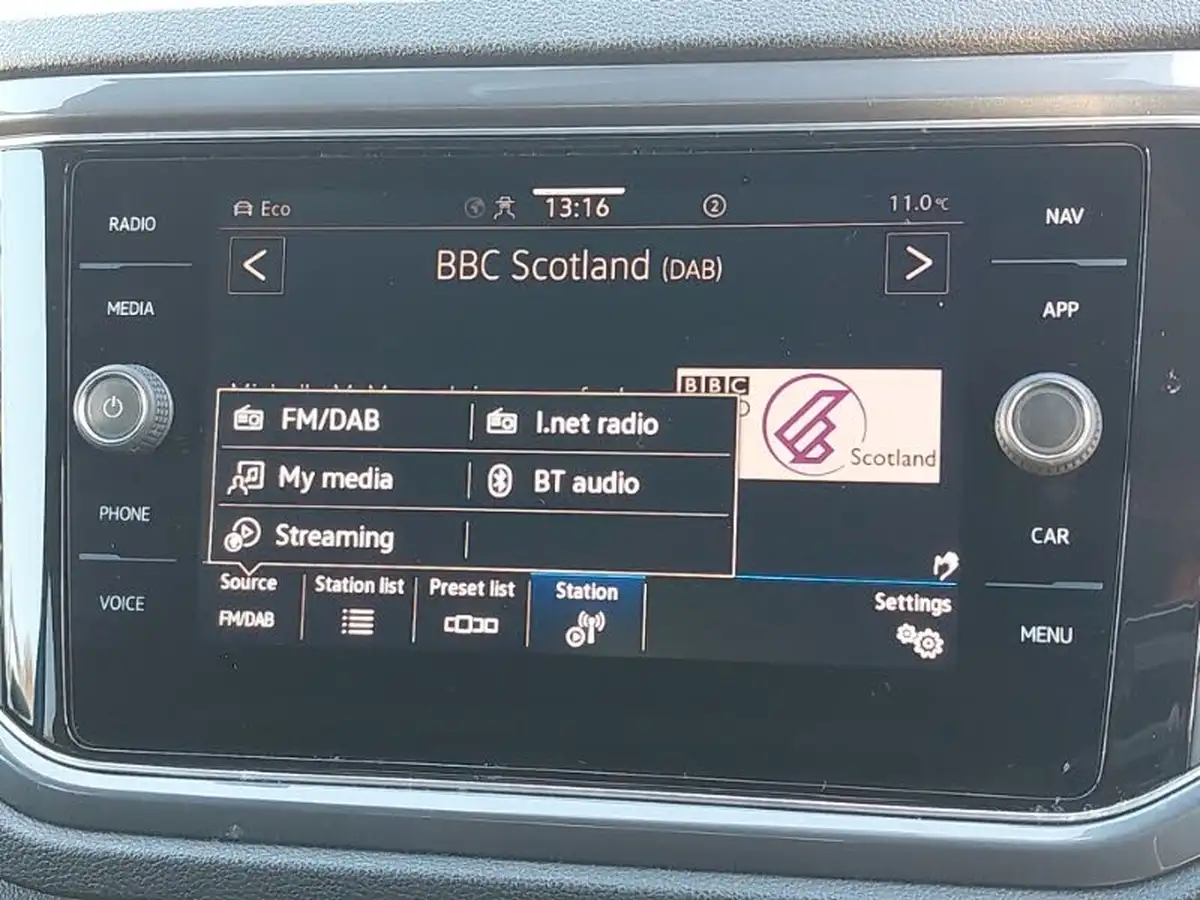 RADIO
MEDIA
PHONE
VOICE
Eco
13:16
2
11.0°C
BBC Scotland (DAB)
BBC
Scotland
FM/DAB
I.net radio
My media
BT audio
Streaming
Source
FM/DAB
Station list
Preset list
Station
Settings
NAV
APP
CAR
MENU